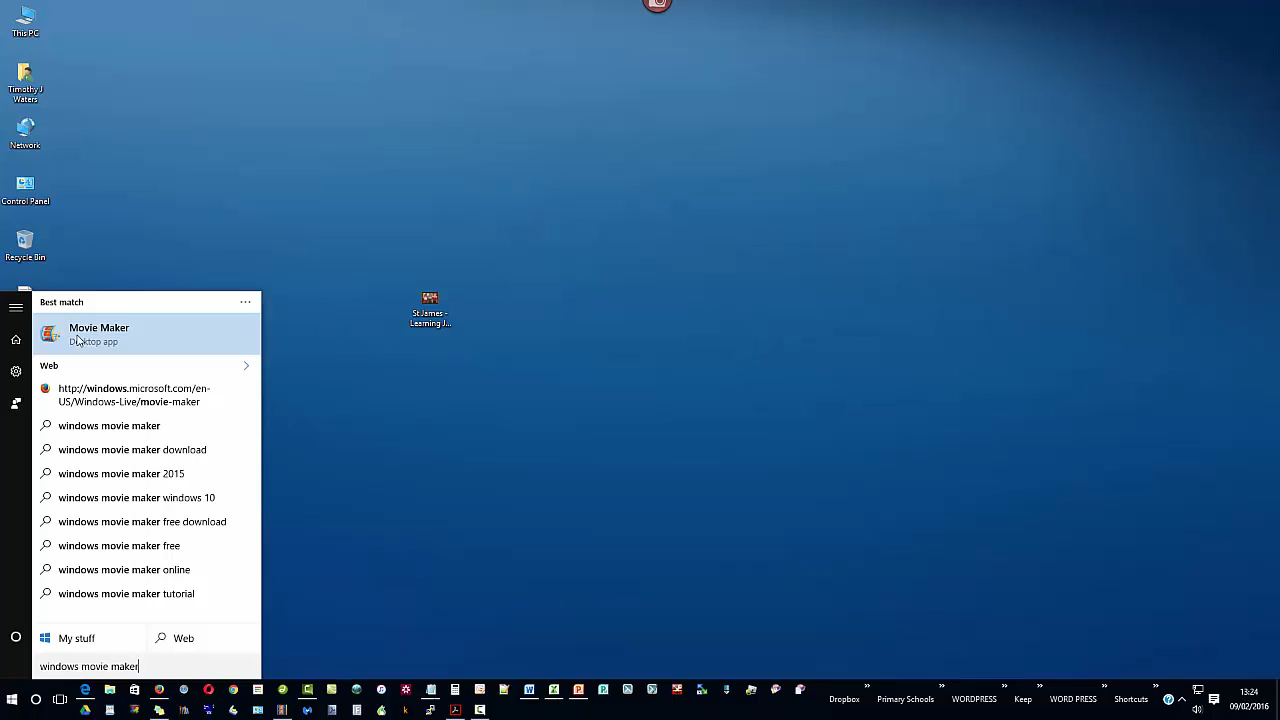 This PC
Timothy J
Waters
Network
Control Panel
Recycle Bin
St James -
Learning J...
Best match
Movie Maker
Desktop app
Web
http://windows.microsoft.com/en-
US/Windows-Live/movie-maker
windows movie maker
windows movie maker download
windows movie maker 2015
windows movie maker windows 10
windows movie maker free download
windows movie maker free
windows movie maker online
windows movie maker tutorial
My stuff
Web
windows movie maker
Dropbox
Primary Schools
WORDPRESS
Keep
WORD PRESS
Shortcuts
13:24
09/02/2016